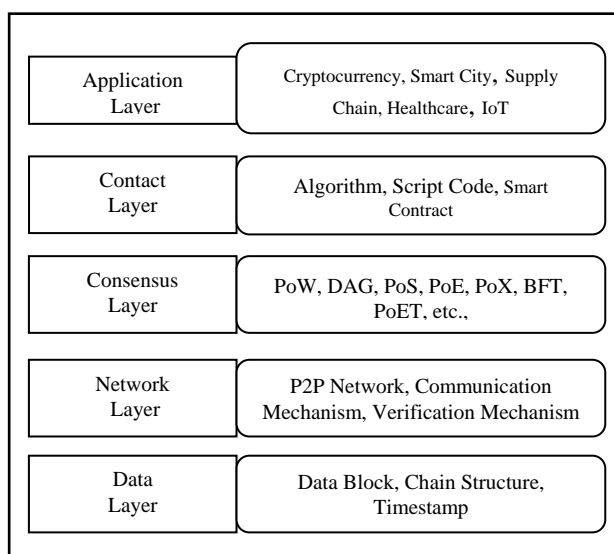 Application
Layer
Cryptocurrency, Smart City, Supply
Chain, Healthcare, IoT
Contact
Layer
Algorithm, Script Code, Smart
Contract
Consensus
Layer
PoW, DAG, PoS, PoE, PoX, BFT,
PoET, etc.,
Network
Layer
P2P Network, Communication
Mechanism, Verification Mechanism
Data
Layer
Data Block, Chain Structure,
Timestamp